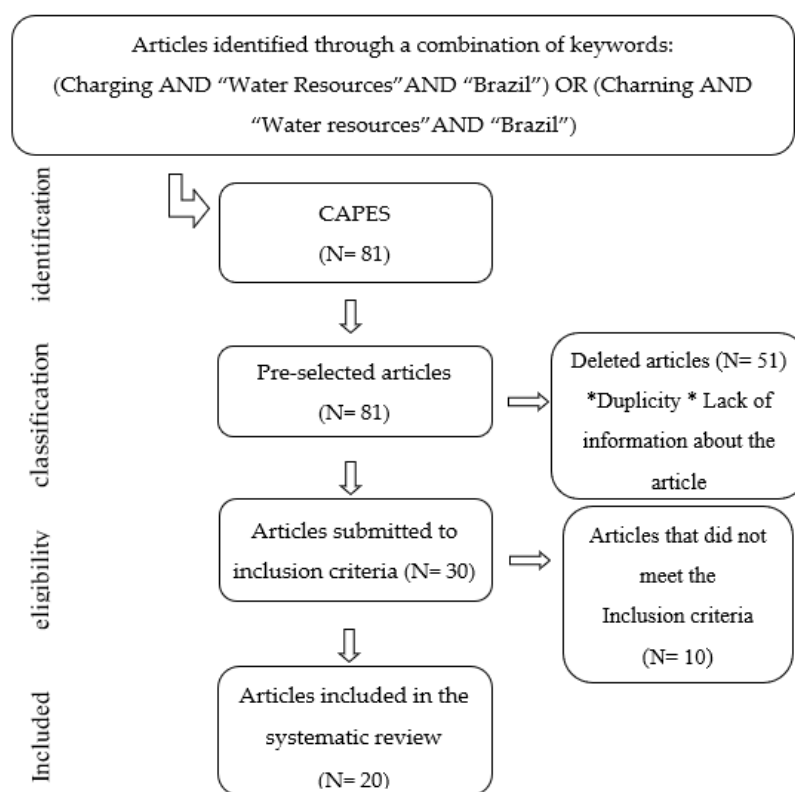 Articles identified through a combination of keywords:
(Charging AND “Water Resources”AND “Brazil”) OR (Charning AND
“Water resources”AND “Brazil”)
identification
CAPES
(N= 81)
classification
Pre-selected articles
(N= 81)
Deleted articles (N= 51)
*Duplicity * Lack of
information about the
article
eligibility
Articles submitted to
inclusion criteria (N= 30)
Articles that did not
meet the
Inclusion criteria
(N= 10)
Included
Articles included in the
systematic review
(N= 20)